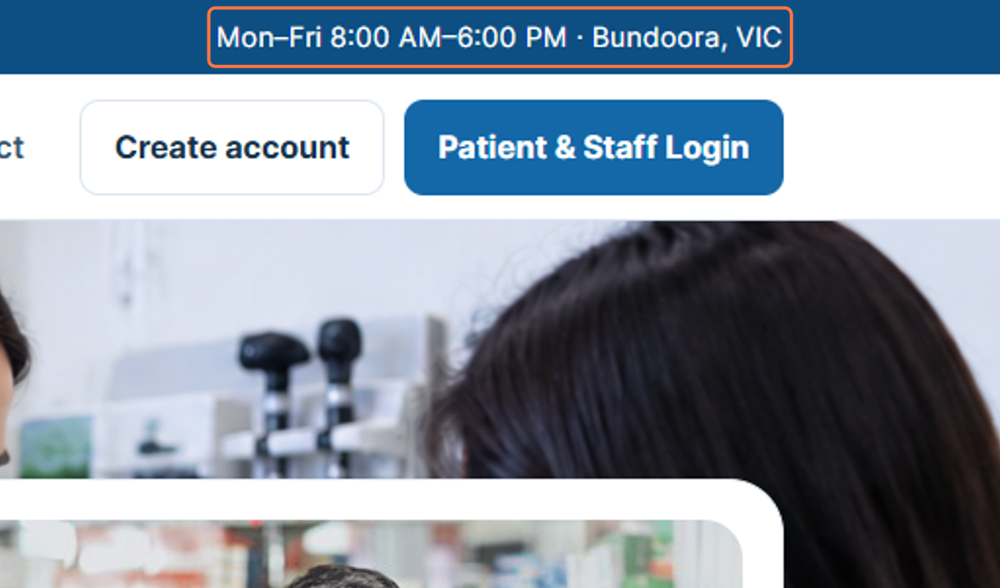 Mon–Fri 8:00 AM–6:00 PM · Bundoora, VIC
ct
Create account
Patient & Staff Login